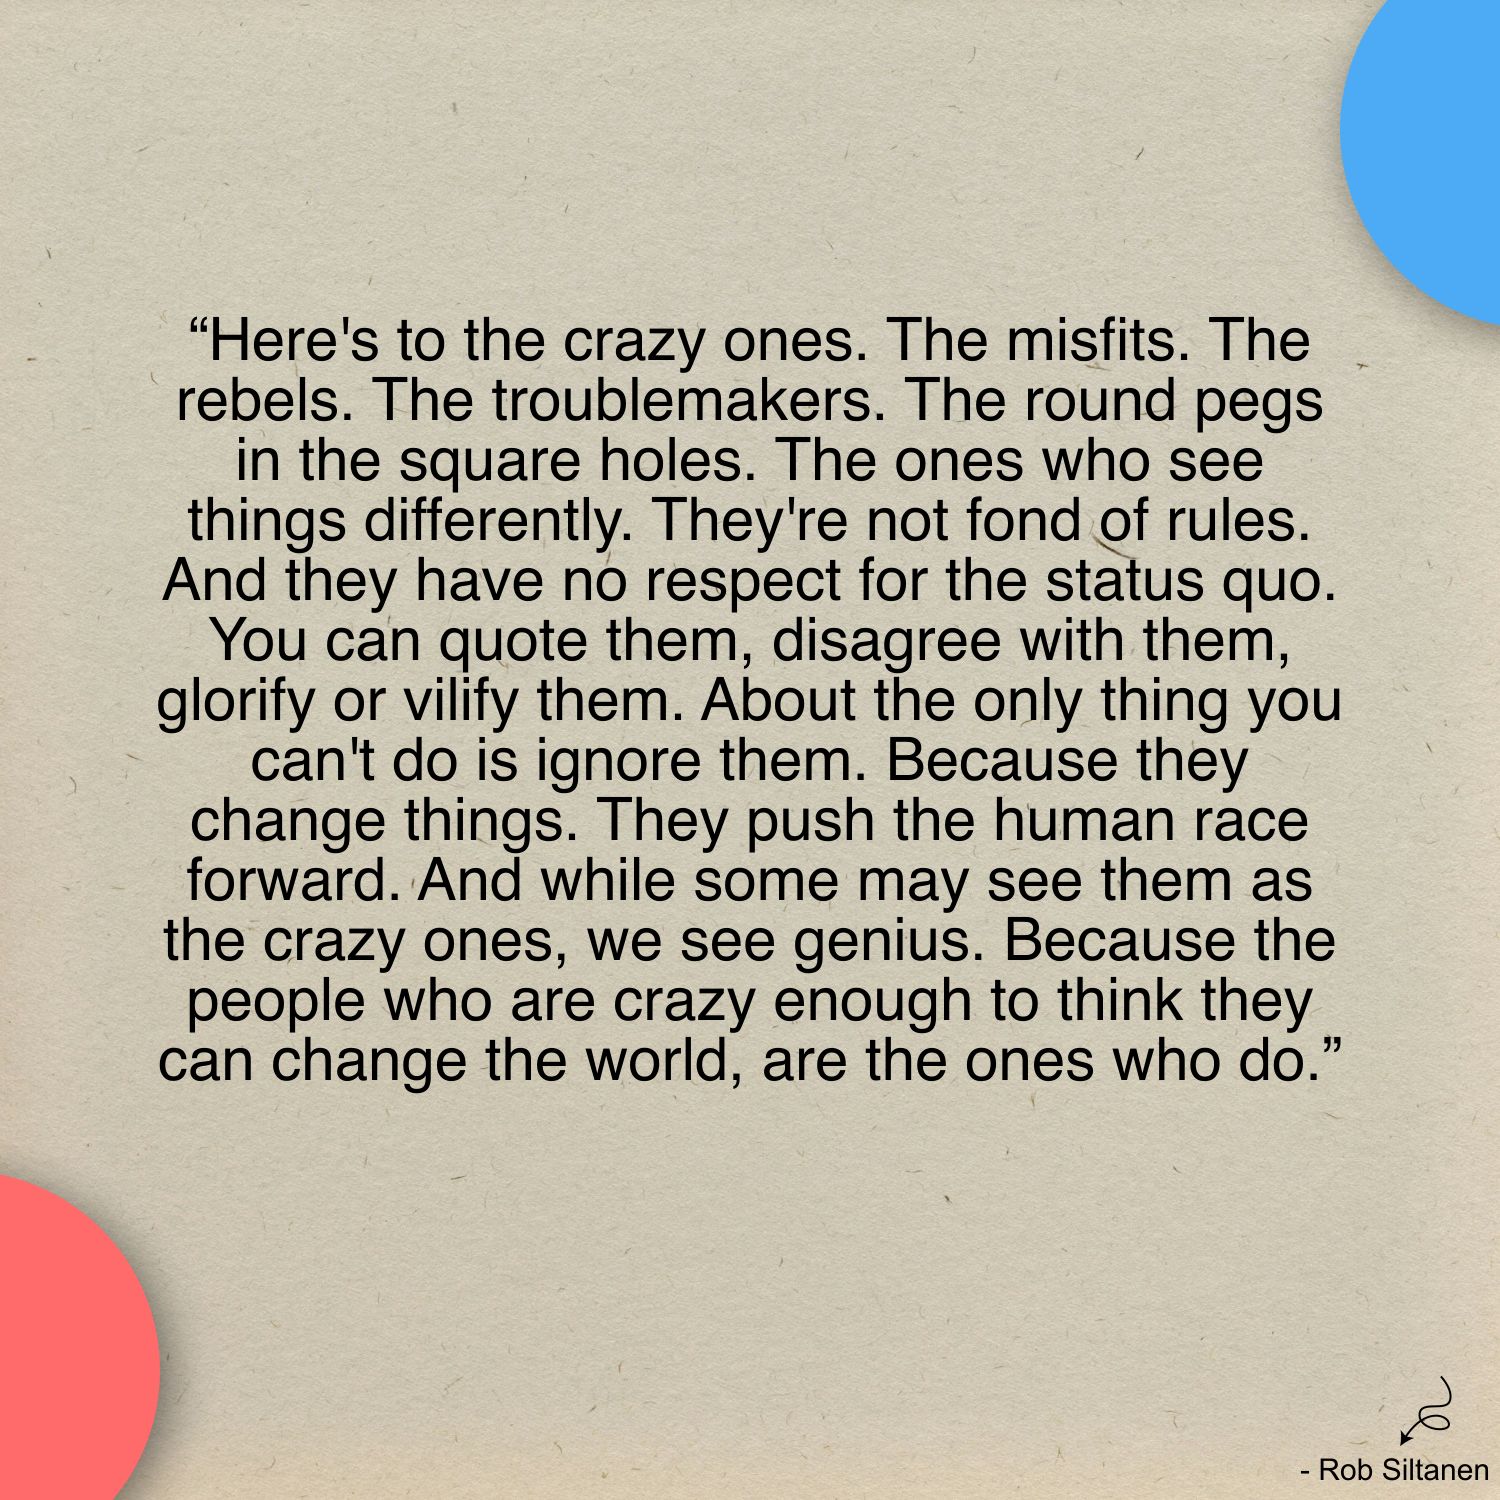 “Here's to the crazy ones. The misfits. The
rebels. The troublemakers. The round pegs
in the square holes. The ones who see
things differently. They're not fond of rules.
And they have no respect for the status quo.
You can quote them, disagree with them,
glorify or vilify them. About the only thing you
can't do is ignore them. Because they
change things. They push the human race
forward. And while some may see them as
the crazy ones, we see genius. Because the
people who are crazy enough to think they
can change the world, are the ones who do.”
- Rob Siltanen